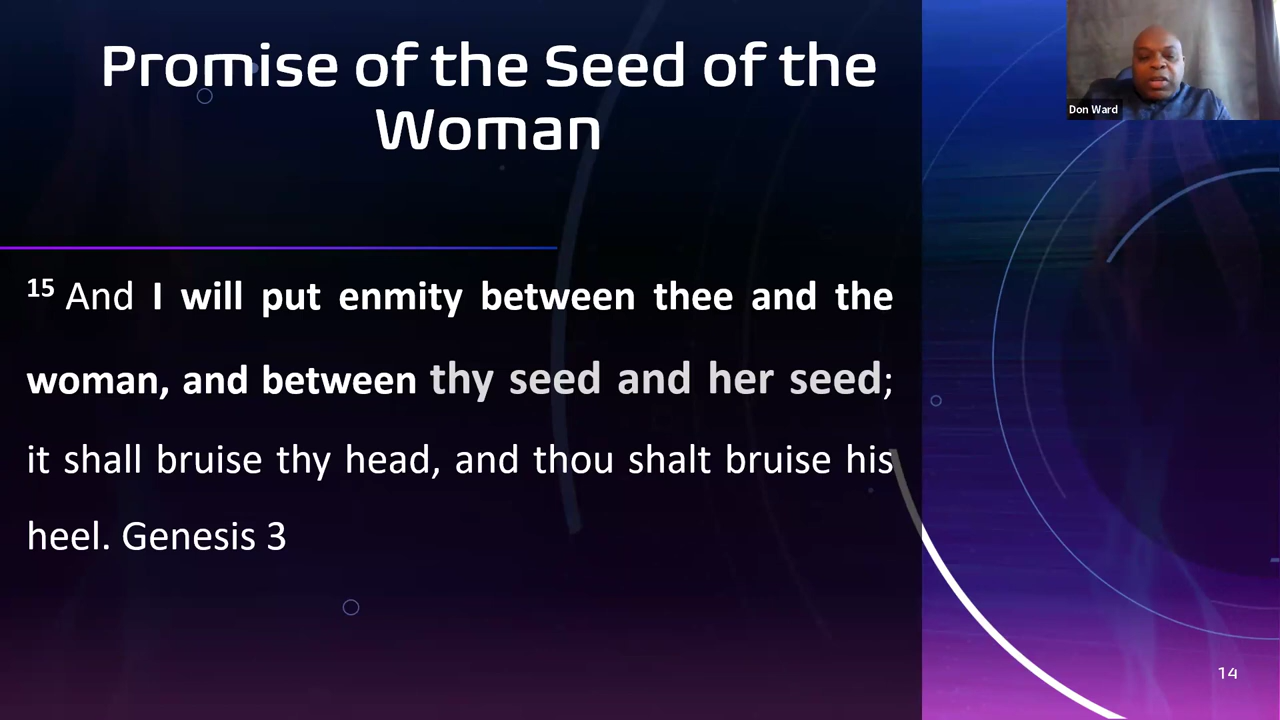 Promise of the Seed of the
Woman
Don Ward
15 And I will put enmity between thee and the
woman, and between thy seed and her seed;
it shall bruise thy head, and thou shalt bruise his
heel. Genesis 3
14